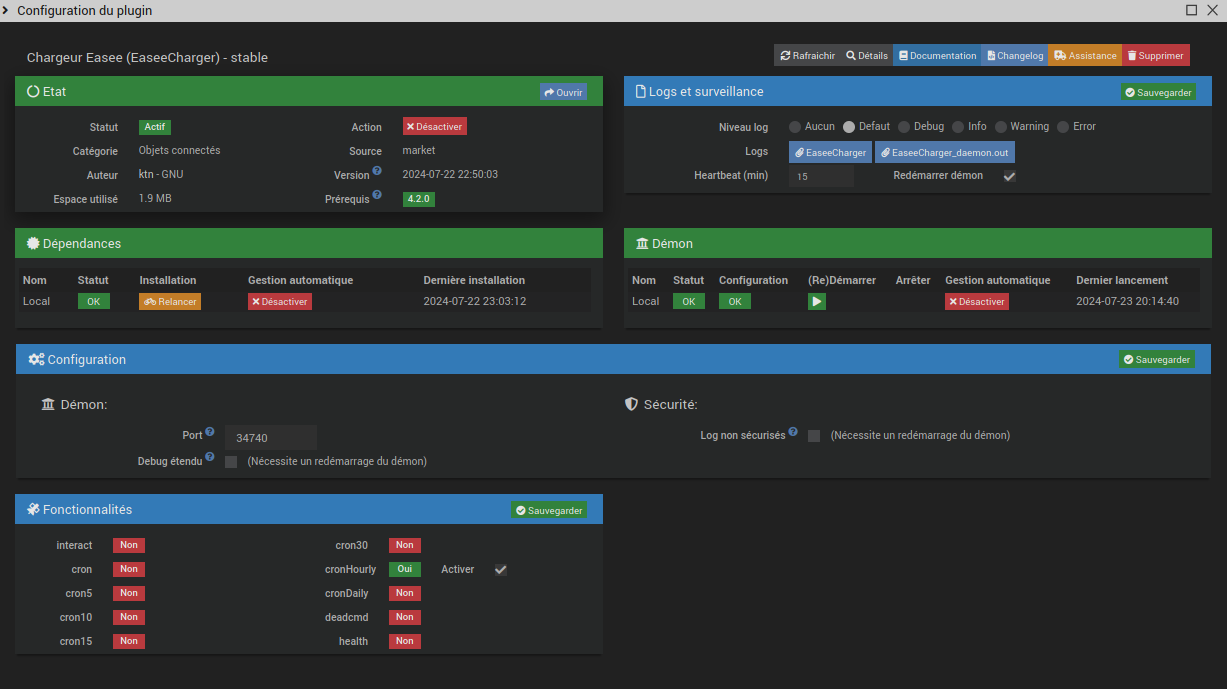 Configuration du plugin
Chargeur Easee (EaseeCharger) - stable
Rafraichir Détails Documentation Changelog Assistance Supprimer
Etat Ouvrir
Statut Actif Action Désactiver
Catégorie Objets connectés Source market
Auteur ktn - GNU Version ? 2024-07-22 22:50:03
Espace utilisé 1.9 MB Prérequis ? 4.2.0
Logs et surveillance Sauvegarder
Niveau log Aucun Defaut Debug Info Warning Error
Logs EaseeCharger EaseeCharger_daemon.out
Heartbeat (min) 15 Redémarrer démon
Dépendances
Nom Statut Installation Gestion automatique Dernière installation
Local OK Relancer Désactiver 2024-07-22 23:03:12
Démon
Nom Statut Configuration (Re)Démarrer Arrêter Gestion automatique Dernier lancement
Local OK OK Désactiver 2024-07-23 20:14:40
Configuration Sauvegarder
Démon:
Port ? 34740
Debug étendu ? (Nécessite un redémarrage du démon)
Sécurité:
Log non sécurisés ? (Nécessite un redémarrage du démon)
Fonctionnalités Sauvegarder
interact Non cron30 Non
cron Non cronHourly Oui Activer
cron5 Non cronDaily Non
cron10 Non deadcmd Non
cron15 Non health Non